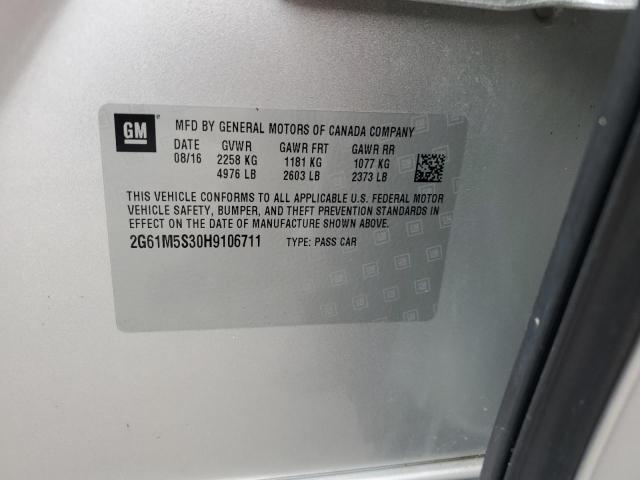 GM
MFD BY GENERAL MOTORS OF CANADA COMPANY
DATE GVWR GAWR FRT GAWR RR
08/16 2258 KG 1181 KG 1077 KG
4976 LB 2603 LB 2373 LB
THIS VEHICLE CONFORMS TO ALL APPLICABLE U.S. FEDERAL MOTOR
VEHICLE SAFETY, BUMPER, AND THEFT PREVENTION STANDARDS IN
EFFECT ON THE DATE OF MANUFACTURE SHOWN ABOVE.
2G61M5S30H9106711 TYPE: PASS CAR